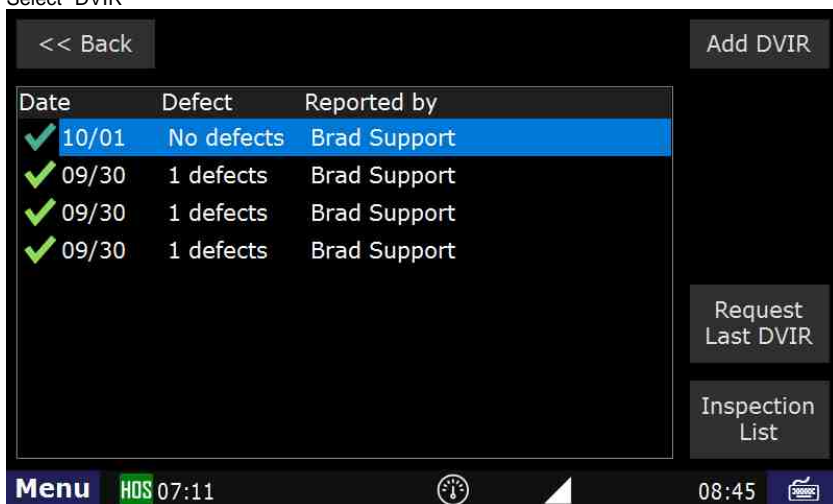 Select "DVIR"
<< Back
Add DVIR
Date Defect Reported by
10/01 No defects Brad Support
09/30 1 defects Brad Support
09/30 1 defects Brad Support
09/30 1 defects Brad Support
Request
Last DVIR
Inspection
List
Menu HOS 07:11 08:45